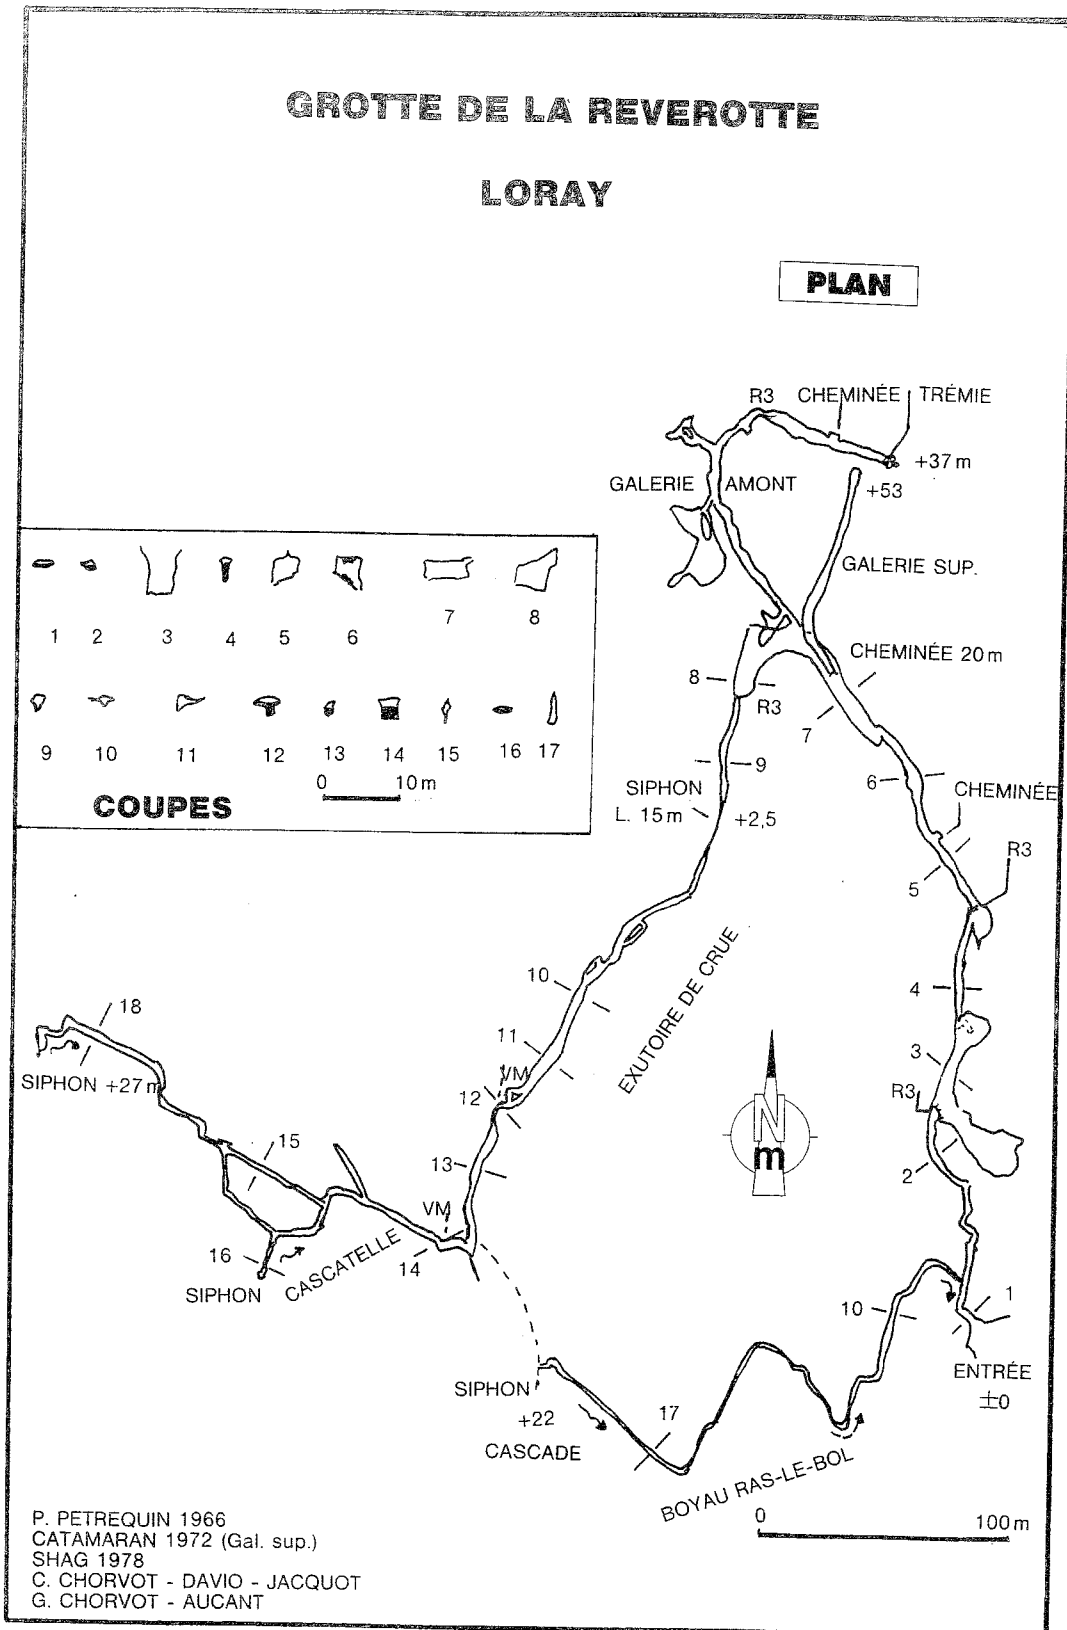 GROTTE DE LA REVEROTTE
LORAY
PLAN
R3 CHEMINÉE TRÉMIE
+37 m
GALERIE AMONT
+53
GALERIE SUP.
1 2 3 4 5 6 7 8
CHEMINÉE 20 m
8
R3
7
9 10 11 12 13 14 15 16 17
0 10 m
COUPES
9
6
SIPHON
L. 15 m
+2,5
CHEMINÉE
R3
5
10
EXUTOIRE DE CRUE
4
18
11
3
SIPHON +27 m
VM
12
R3
N
m
15
13
2
VM
16
CASCATELLE
14
SIPHON
10
1
ENTRÉE
±0
SIPHON
+22
CASCADE
17
BOYAU RAS-LE-BOL
0 100 m
P. PETREQUIN 1966
CATAMARAN 1972 (Gal. sup.)
SHAG 1978
C. CHORVOT - DAVIO - JACQUOT
G. CHORVOT - AUCANT